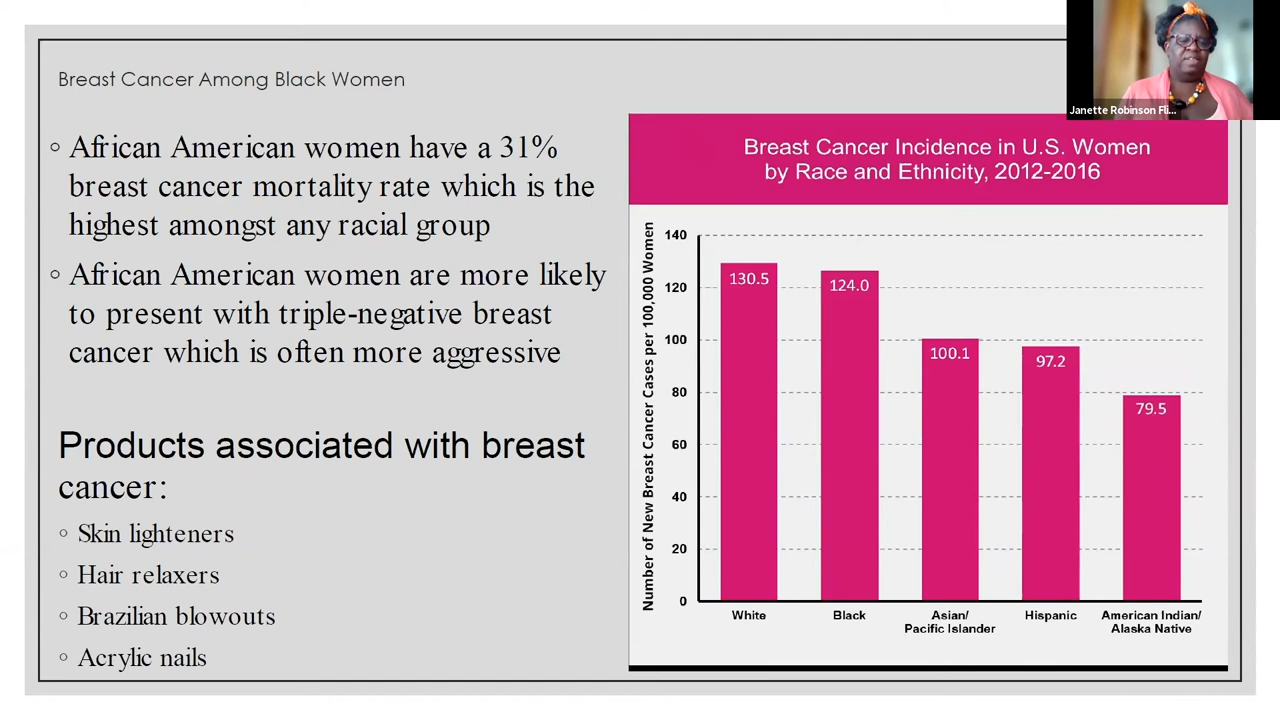 Breast Cancer Among Black Women
African American women have a 31%
breast cancer mortality rate which is the
highest amongst any racial group
African American women are more likely
to present with triple-negative breast
cancer which is often more aggressive
Products associated with breast
cancer:
Skin lighteners
Hair relaxers
Brazilian blowouts
Acrylic nails
Janette Robinson Fli...
Breast Cancer Incidence in U.S. Women
by Race and Ethnicity, 2012-2016
Number of New Breast Cancer Cases per 100,000 Women
140
120
100
80
60
40
20
0
130.5
124.0
100.1
97.2
79.5
White
Black
Asian/
Pacific Islander
Hispanic
American Indian/
Alaska Native